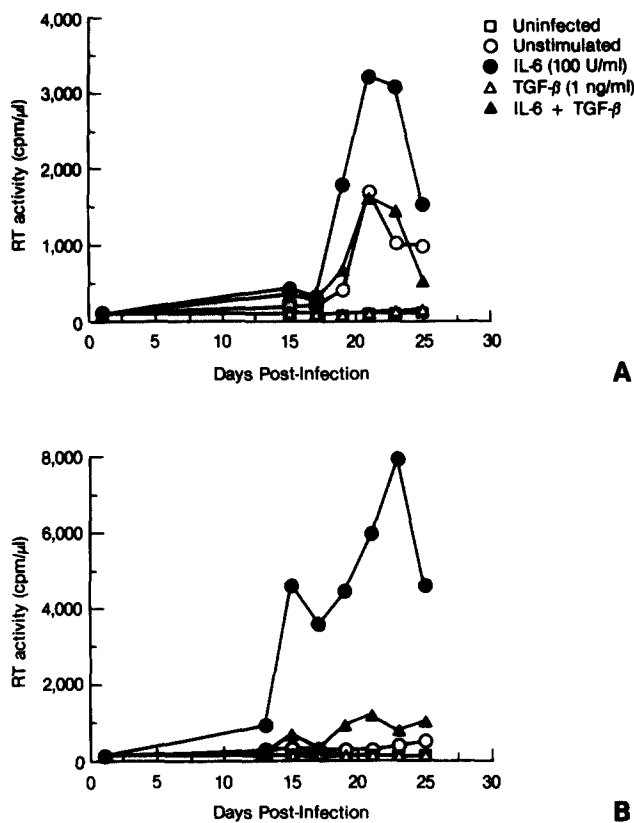 4,000
3,000
2,000
1,000
0
RT activity (cpm/μl)
0 5 10 15 20 25 30
Days Post-Infection
Uninfected
Unstimulated
IL-6 (100 U/ml)
TGF-β (1 ng/ml)
IL-6 + TGF-β
A
8,000
6,000
4,000
2,000
0
RT activity (cpm/μl)
0 5 10 15 20 25 30
Days Post-Infection
B